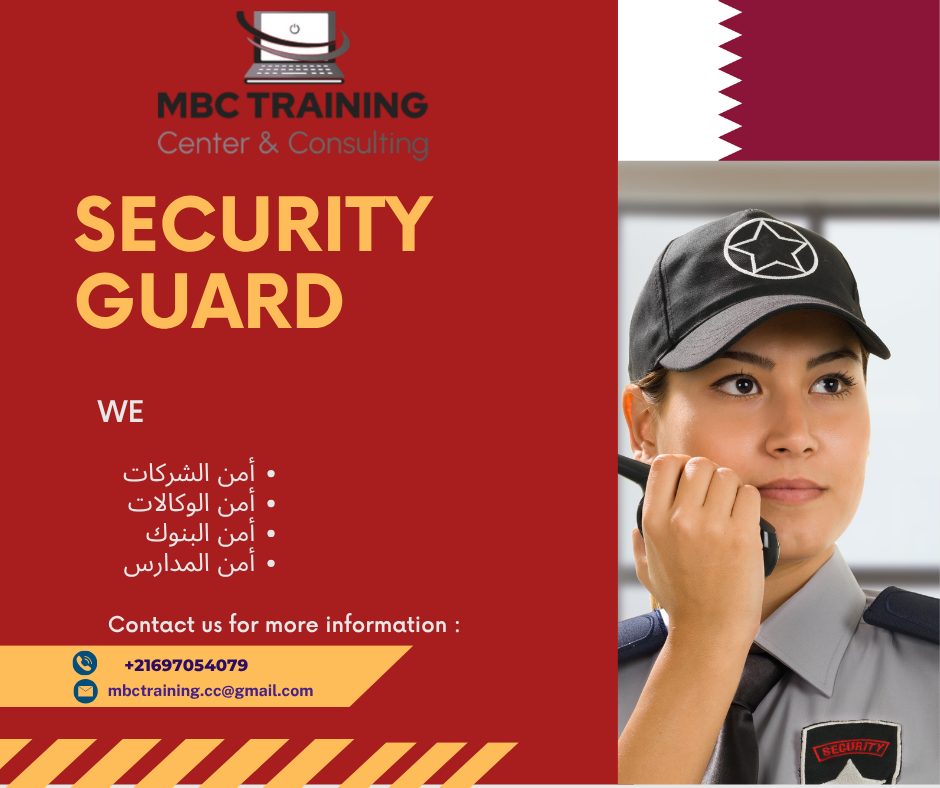 MBC TRAINING
Center & Consulting
SECURITY
GUARD
WE
أمن الشركات
أمن الوكالات
أمن البنوك
أمن المدارس
Contact us for more information :
+21697054079
mbctraining.cc@gmail.com
SECURITY